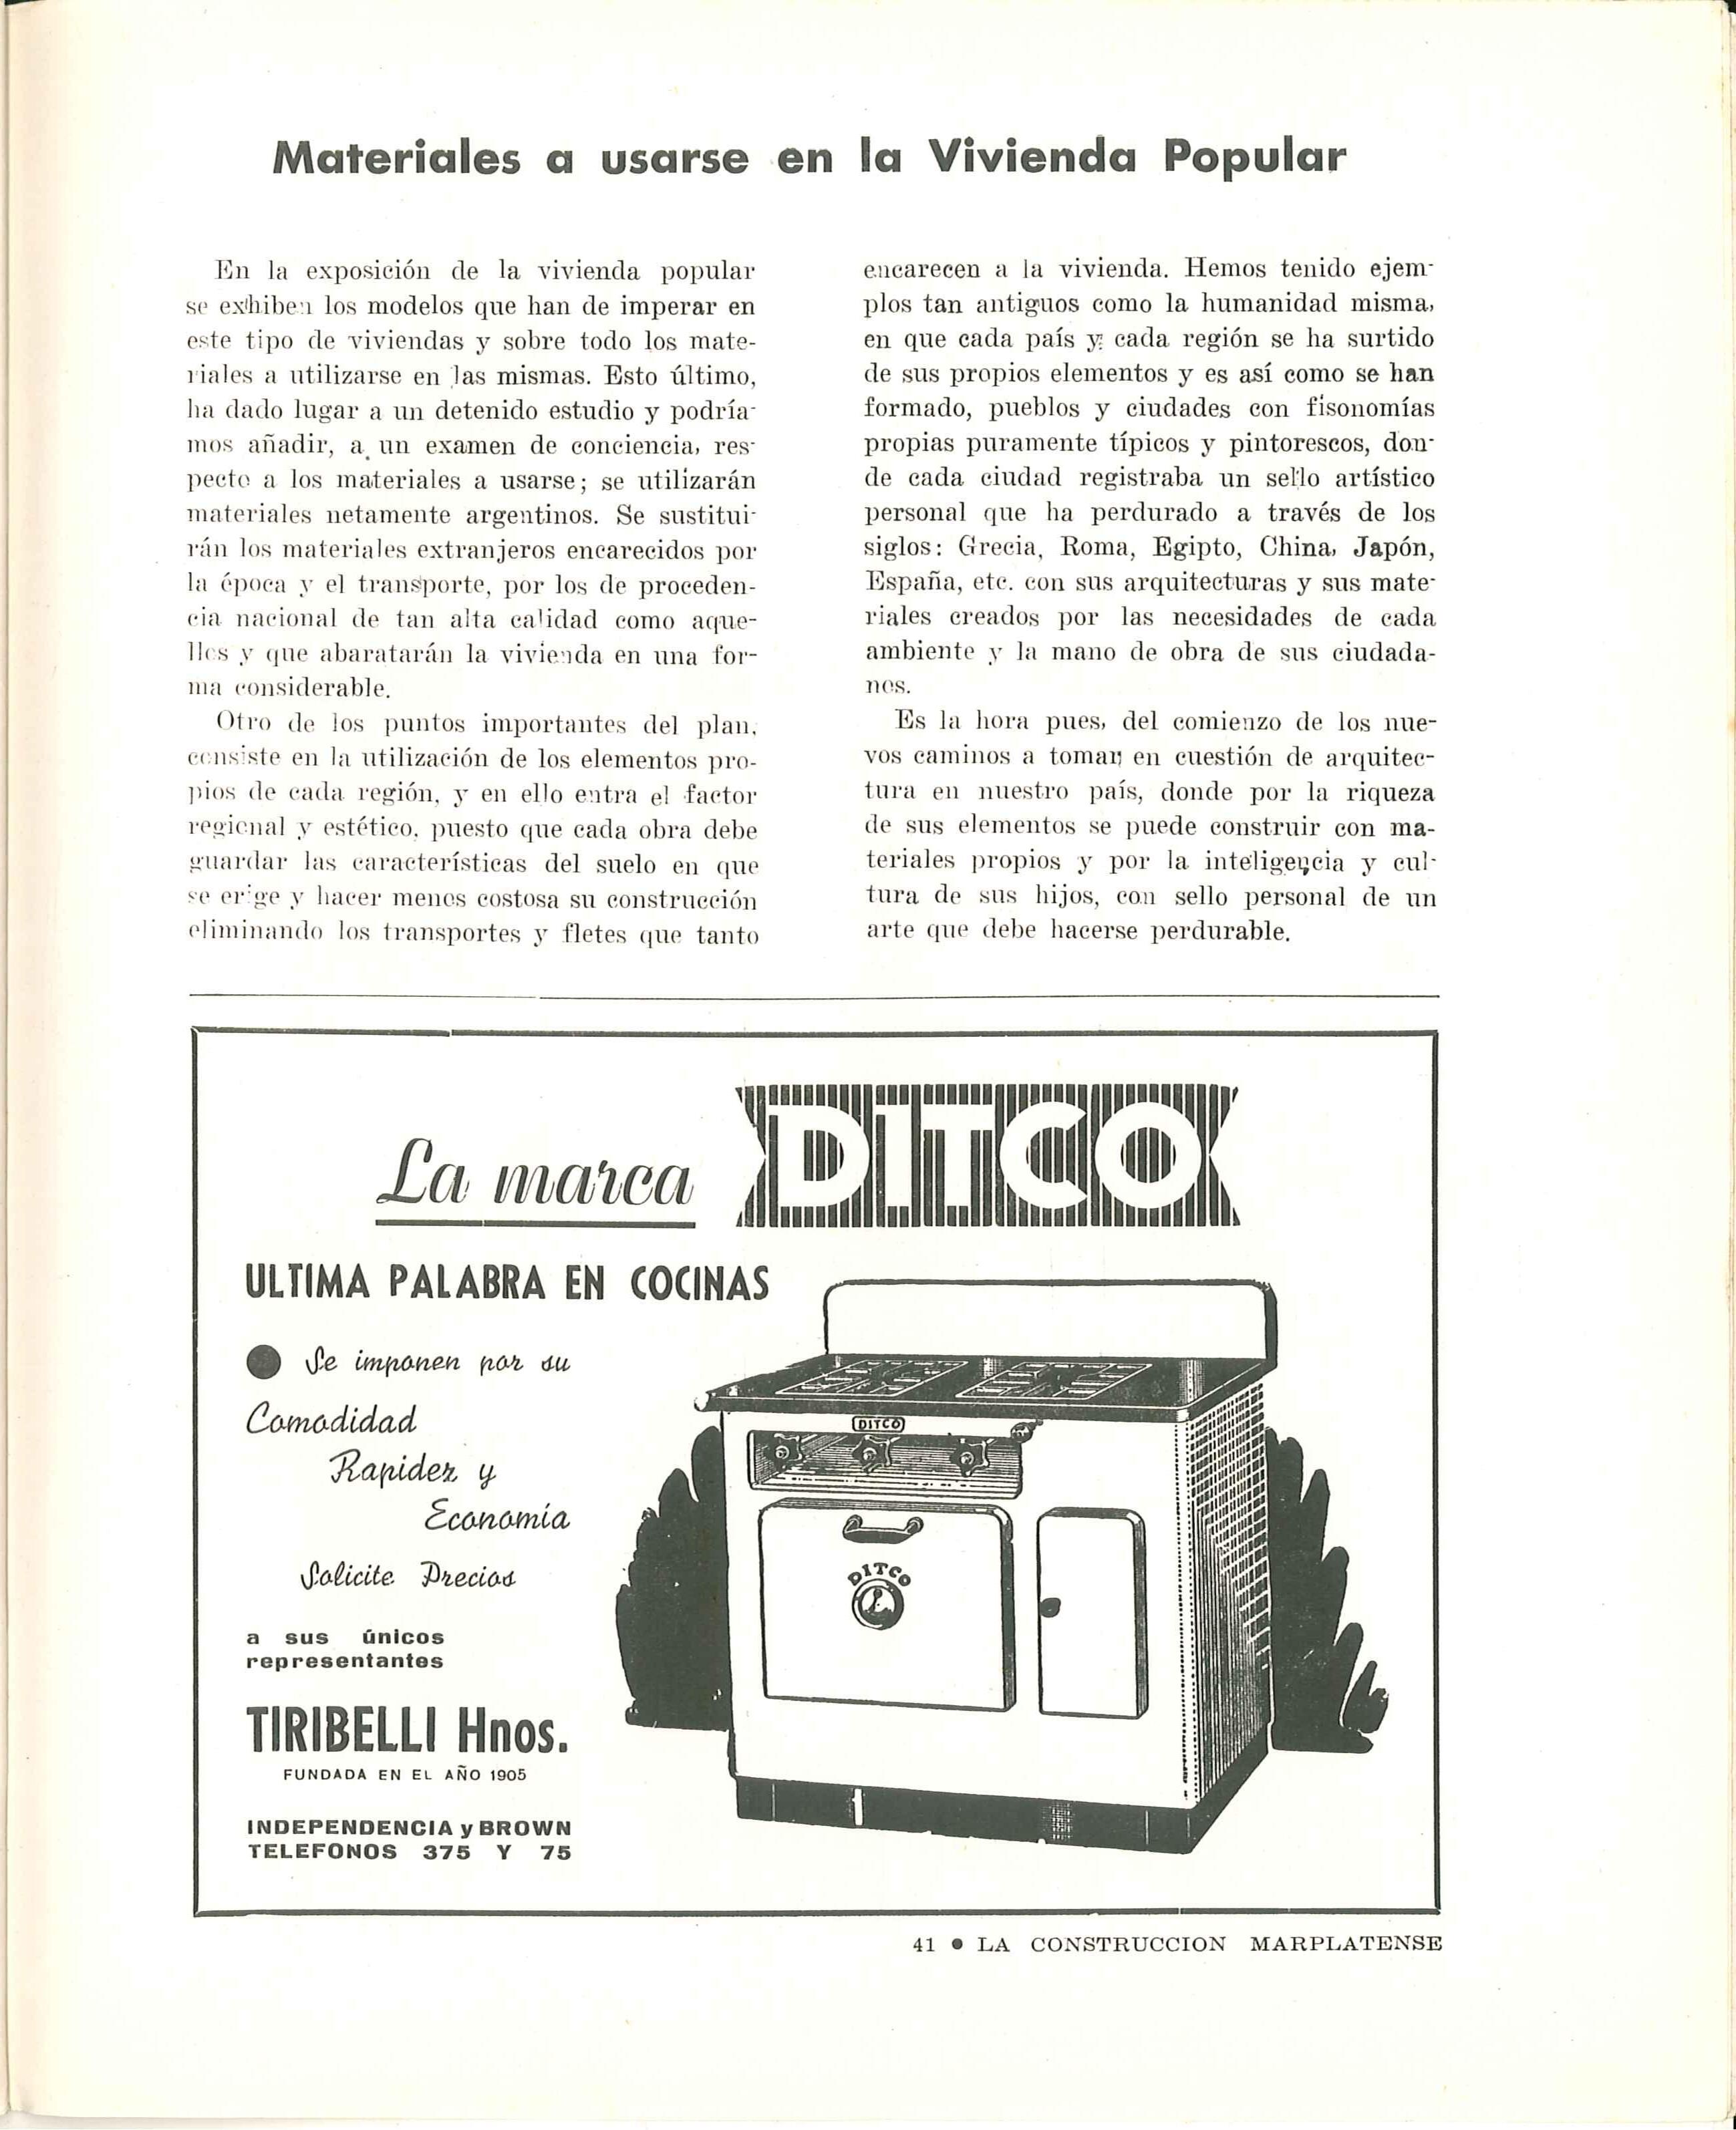 Materiales a usarse en la Vivienda Popular
En la exposición de la vivienda popular
se exhiben los modelos que han de imperar en
este tipo de viviendas y sobre todo los mate-
riales a utilizarse en las mismas. Esto último,
ha dado lugar a un detenido estudio y podría-
mos añadir, a un examen de conciencia, res-
pecto a los materiales a usarse; se utilizarán
materiales netamente argentinos. Se sustitui-
rán los materiales extranjeros encarecidos por
la época y el transporte, por los de proceden-
cia nacional de tan alta calidad como aque-
llos y que abaratarán la vivienda en una for-
ma considerable.
Otro de los puntos importantes del plan,
consiste en la utilización de los elementos pro-
pios de cada región, y en ello entra el factor
regional y estético, puesto que cada obra debe
guardar las características del suelo en que
se erige y hacer menos costosa su construcción
eliminando los transportes y fletes que tanto
encarecen a la vivienda. Hemos tenido ejem-
plos tan antiguos como la humanidad misma,
en que cada país y cada región se ha surtido
de sus propios elementos y es así como se han
formado, pueblos y ciudades con fisonomías
propias puramente típicos y pintorescos, don-
de cada ciudad registraba un sello artístico
personal que ha perdurado a través de los
siglos: Grecia, Roma, Egipto, China, Japón,
España, etc. con sus arquitecturas y sus mate-
riales creados por las necesidades de cada
ambiente y la mano de obra de sus ciudada-
nos.
Es la hora pues, del comienzo de los nue-
vos caminos a tomar en cuestión de arquitec-
tura en nuestro país, donde por la riqueza
de sus elementos se puede construir con ma-
teriales propios y por la inteligencia y cul-
tura de sus hijos, con sello personal de un
arte que debe hacerse perdurable.
La marca DITCO
ULTIMA PALABRA EN COCINAS
● Se imponen por su
Comodidad
Rapidez y
Economía
Solicite Precios
a sus únicos
representantes
TIRIBELLI Hnos.
FUNDADA EN EL AÑO 1905
INDEPENDENCIA y BROWN
TELEFONOS 375 Y 75
DITCO
DITCO
41 ● LA CONSTRUCCION MARPLATENSE